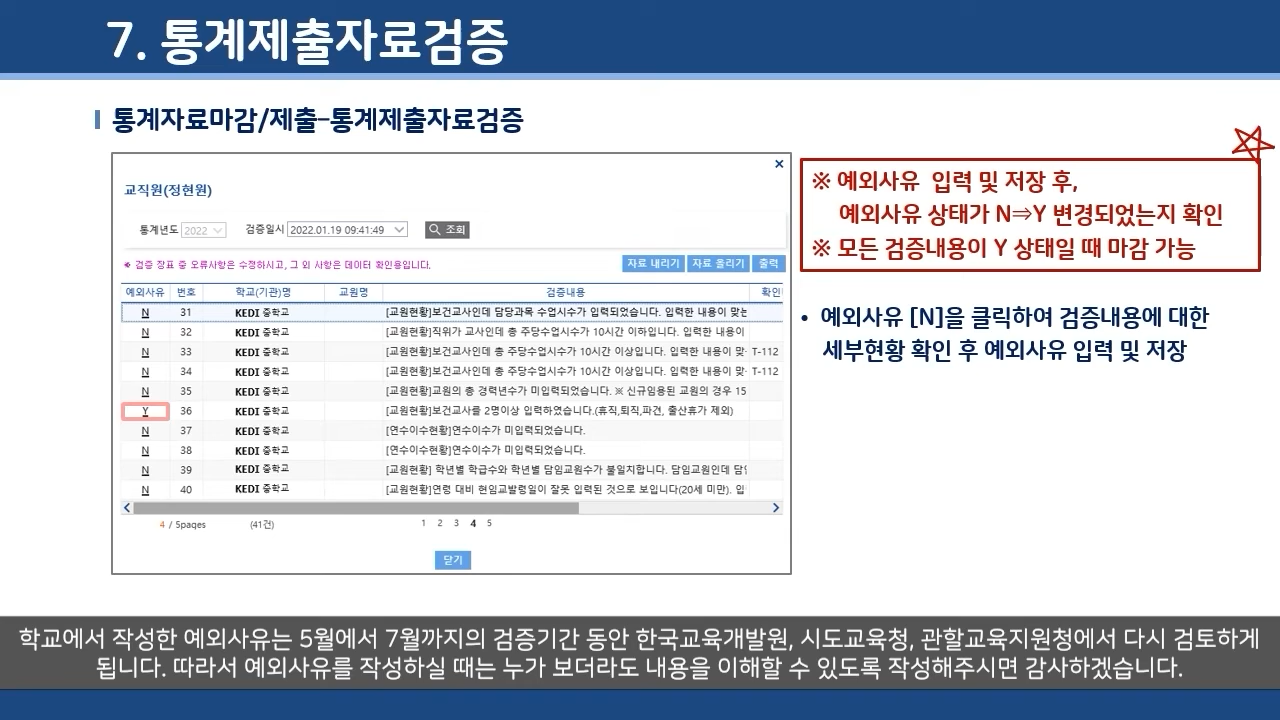 7. 통계제출자료검증
통계자료마감/제출-통계제출자료검증
×
교직원(정현원)
통계년도 2022 검증일시 2022.01.19 09:41:49 조회
※ 검증 장표 중 오류사항은 수정하시고, 그 외 사항은 데이터 확인용입니다.
자료 내리기 자료 올리기 출력
예외사유 번호 학교(기관)명 교원명 검증내용 확인
N 31 KEDI 중학교 [교원현황]보건교사인데 담당과목 수업시수가 입력되었습니다. 입력한 내용이 맞는
N 32 KEDI 중학교 [교원현황]직위가 교사인데 총 주당수업시수가 10시간 이하입니다. 입력한 내용이
N 33 KEDI 중학교 [교원현황]보건교사인데 총 주당수업시수가 10시간 이상입니다. 입력한 내용이 맞 T-112
N 34 KEDI 중학교 [교원현황]보건교사인데 총 주당수업시수가 10시간 이상입니다. 입력한 내용이 맞 T-112
N 35 KEDI 중학교 [교원현황]교원의 총 경력년수가 미입력되었습니다. ※ 신규임용된 교원의 경우 15
Y 36 KEDI 중학교 [교원현황]보건교사를 2명이상 입력하였습니다.(휴직,퇴직,파견, 출산휴가 제외)
N 37 KEDI 중학교 [연수이수현황]연수이수가 미입력되었습니다.
N 38 KEDI 중학교 [연수이수현황]연수이수가 미입력되었습니다.
N 39 KEDI 중학교 [교원현황] 학년별 학급수와 학년별 담임교원수가 불일치합니다. 담임교원인데 담임
N 40 KEDI 중학교 [교원현황]연령 대비 현임교발령일이 잘못 입력된 것으로 보입니다(20세 미만). 입
4 / 5pages (41건) 1 2 3 4 5
닫기
※ 예외사유 입력 및 저장 후,
예외사유 상태가 N⇒Y 변경되었는지 확인
※ 모든 검증내용이 Y 상태일 때 마감 가능
• 예외사유 [N]을 클릭하여 검증내용에 대한
세부현황 확인 후 예외사유 입력 및 저장
학교에서 작성한 예외사유는 5월에서 7월까지의 검증기간 동안 한국교육개발원, 시도교육청, 관할교육지원청에서 다시 검토하게
됩니다. 따라서 예외사유를 작성하실 때는 누가 보더라도 내용을 이해할 수 있도록 작성해주시면 감사하겠습니다.